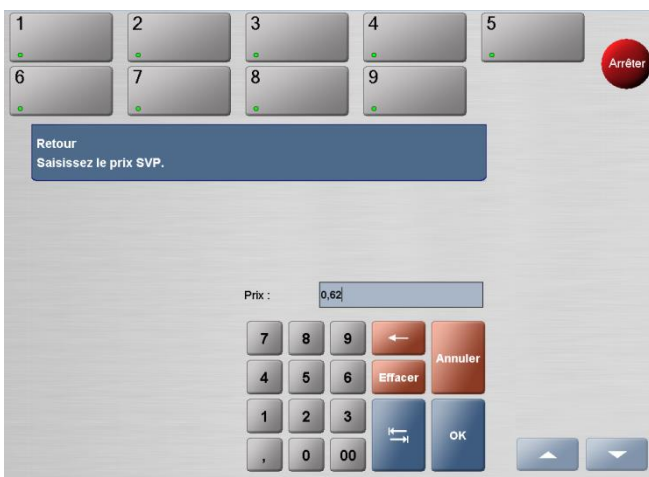 1 2 3 4 5
Arrêter
6 7 8 9
Retour
Saisissez le prix SVP.
Prix : 0,62
7 8 9
Annuler
4 5 6 Effacer
1 2 3
OK
, 0 00